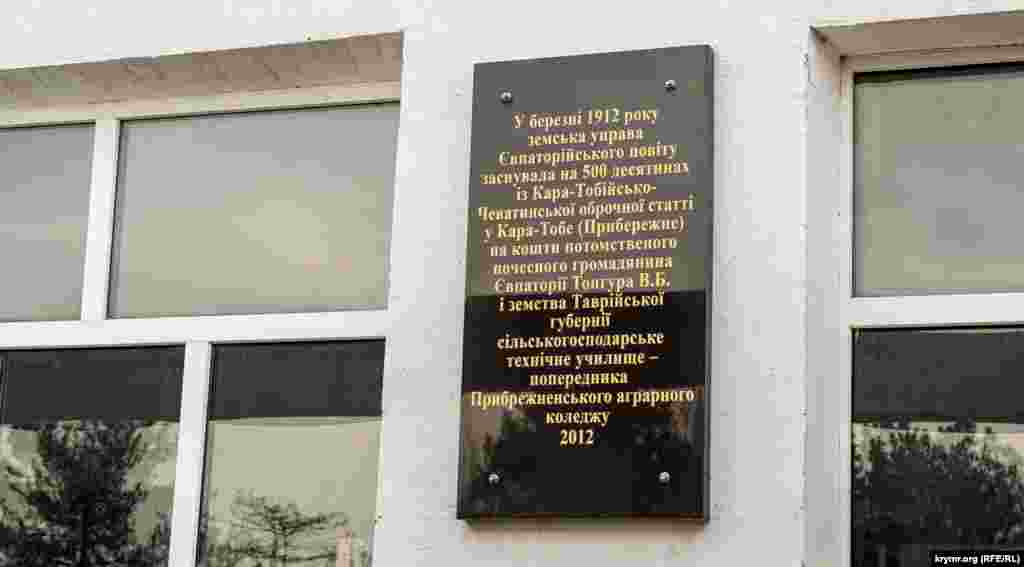 У березні 1912 року
земська управа
Євпаторійського повіту
заснувала на 500 десятинах
із Кара-Тобійсько-
Чеватинської оброчної статті
у Кара-Тобе (Прибережне)
на кошти потомственого
почесного громадянина
Євпаторії Тонгура В.Б.
і земства Таврійської
губернії
сільськогосподарське
технічне училище –
попередника
Прибрежненського аграрного
коледжу
2012
krymr.org (RFE/RL)